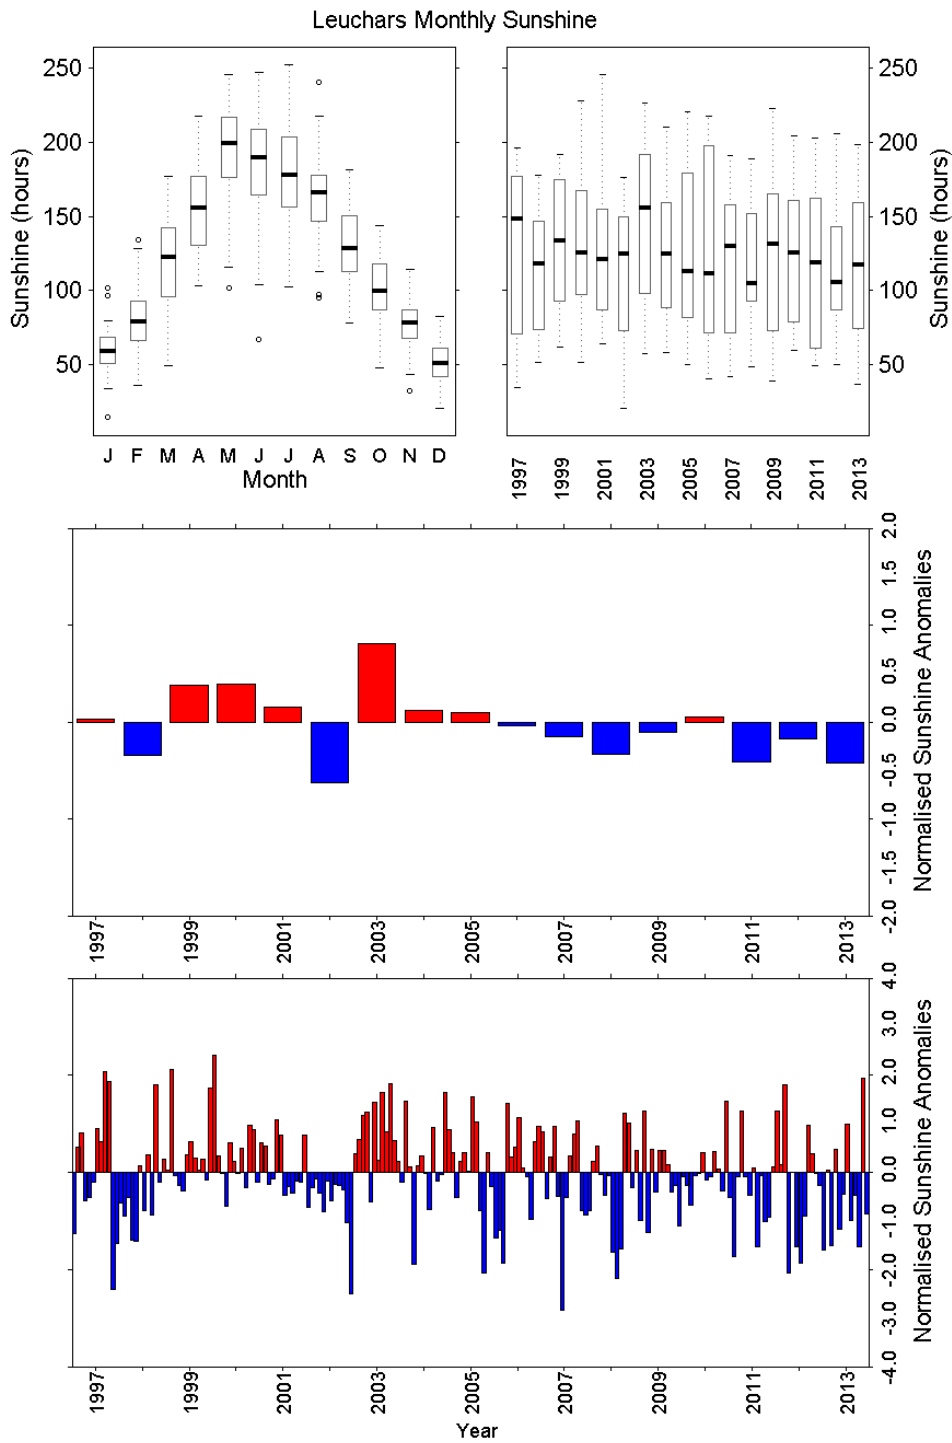 Leuchars Monthly Sunshine
Sunshine (hours)
250
200
150
100
50
J F M A M J J A S O N D
Month
250
200
150
100
50
Sunshine (hours)
1997 1999 2001 2003 2005 2007 2009 2011 2013
2.0
1.5
1.0
0.5
0.0
-0.5
-1.0
-1.5
-2.0
Normalised Sunshine Anomalies
1997 1999 2001 2003 2005 2007 2009 2011 2013
4.0
3.0
2.0
1.0
0.0
-1.0
-2.0
-3.0
-4.0
Normalised Sunshine Anomalies
1997 1999 2001 2003 2005 2007 2009 2011 2013
Year